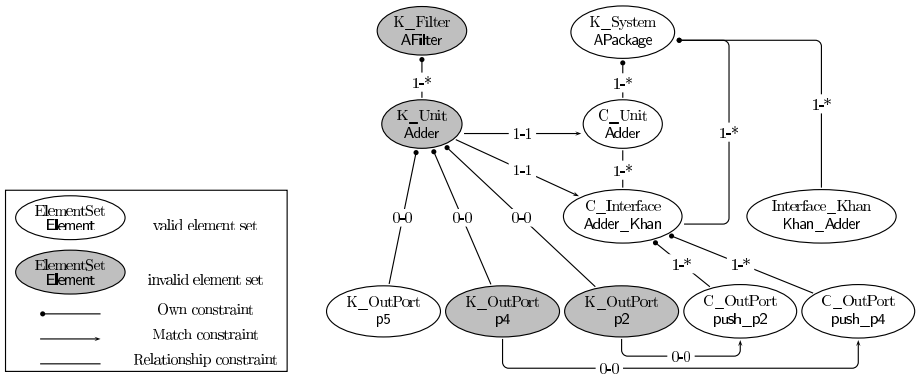 K_Filter
AFilter
K_System
APackage
1-*
1-*
1-*
1-*
K_Unit
Adder
1-1
C_Unit
Adder
1-1
1-*
ElementSet
Element
valid element set
0-0
0-0
0-0
C_Interface
Adder_Khan
Interface_Khan
Khan_Adder
ElementSet
Element
invalid element set
1-*
1-*
Own constraint
K_OutPort
p5
K_OutPort
p4
K_OutPort
p2
C_OutPort
push_p2
C_OutPort
push_p4
Match constraint
Relationship constraint
0-0
0-0